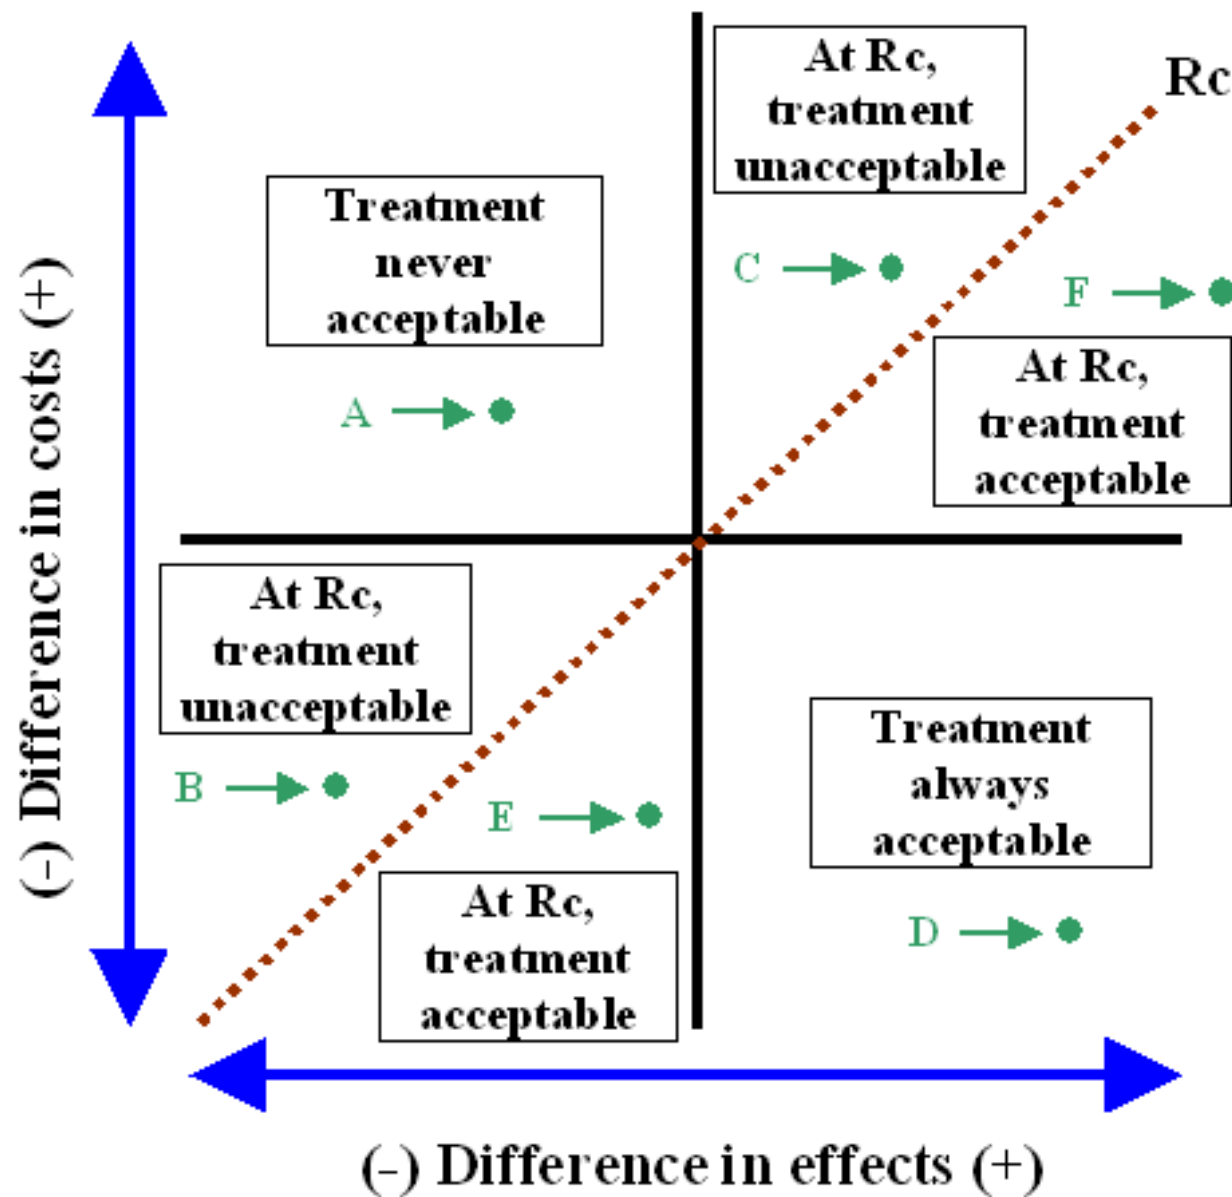 At Rc,
treatment
unacceptable
Rc
Treatment
never
acceptable
C
F
At Rc,
treatment
acceptable
A
(-) Difference in costs (+)
At Rc,
treatment
unacceptable
Treatment
always
acceptable
B
E
At Rc,
treatment
acceptable
D
(-) Difference in effects (+)